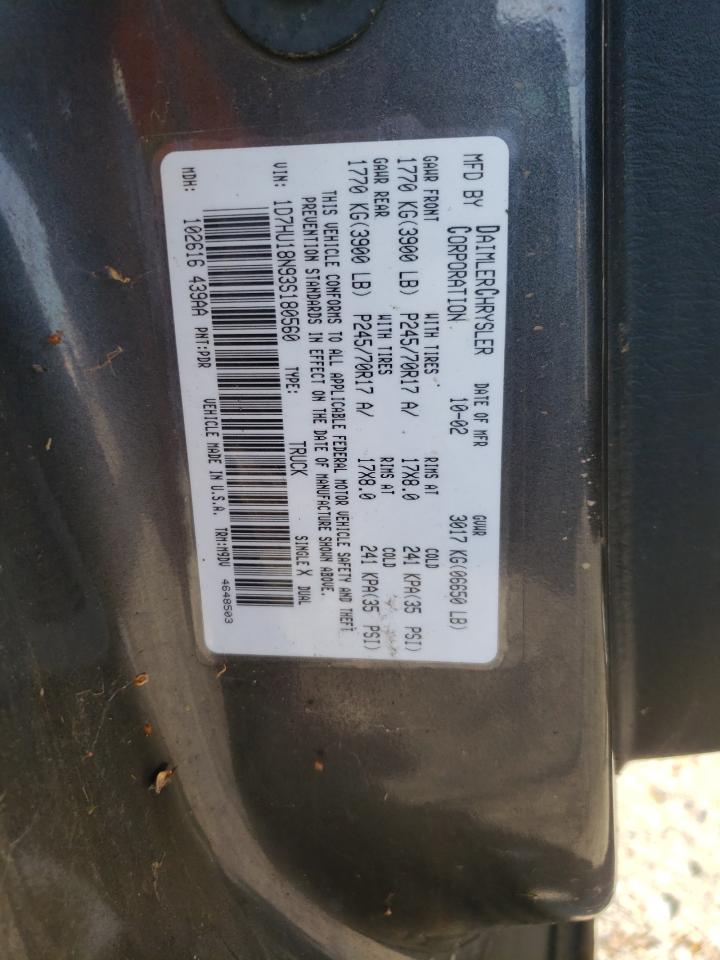 MFD BY DAIMLERCHRYSLER CORPORATION DATE OF MFR 10-02 GVWR 3017 KG(06650 LB)
GAWR FRONT WITH TIRES RIMS AT COLD
1770 KG(3900 LB) P245/70R17 A/ 17X8.0 241 KPA(35 PSI)
GAWR REAR WITH TIRES RIMS AT COLD
1770 KG(3900 LB) P245/70R17 A/ 17X8.0 241 KPA(35 PSI)
THIS VEHICLE CONFORMS TO ALL APPLICABLE FEDERAL MOTOR VEHICLE SAFETY AND THEFT
PREVENTION STANDARDS IN EFFECT ON THE DATE OF MANUFACTURE SHOWN ABOVE.
VIN: 1D7HU18N93S180560 TYPE: TRUCK SINGLE X DUAL
MDH: 102616 439AA PNT:PDR VEHICLE MADE IN U.S.A. TRM:M9DV 4648503